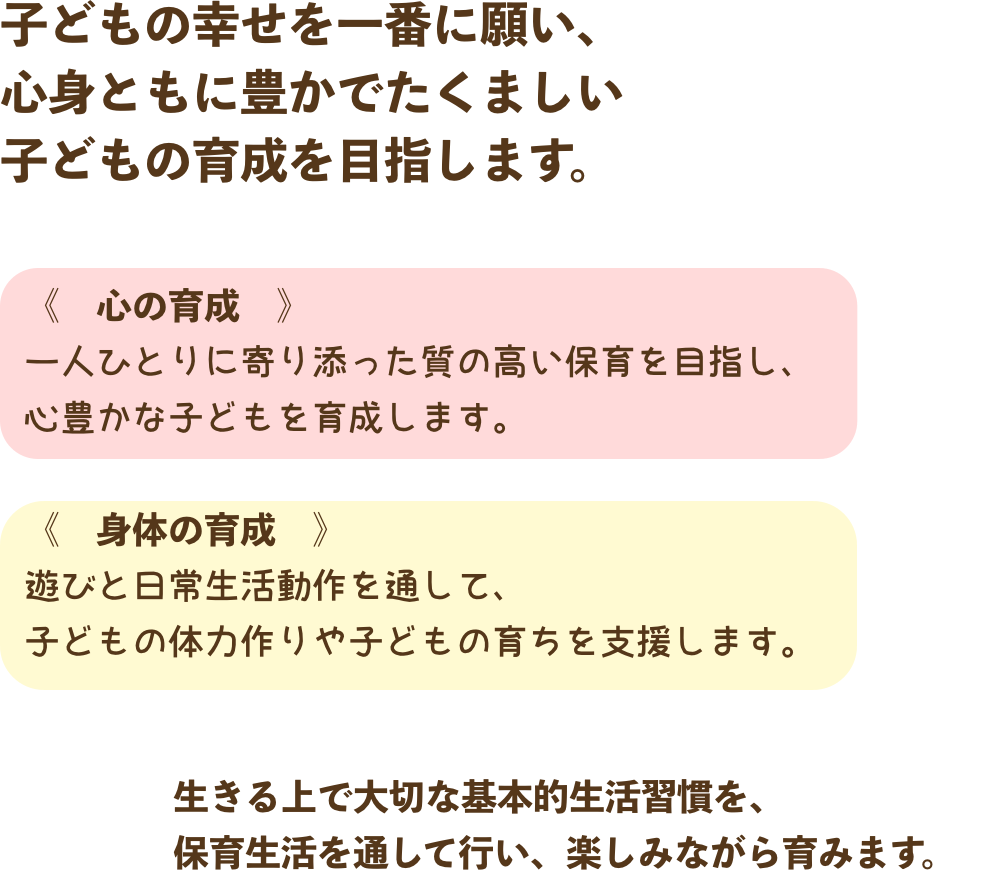 子どもの幸せを一番に願い、
心身ともに豊かでたくましい
子どもの育成を目指します。
《　心の育成　》
一人ひとりに寄り添った質の高い保育を目指し、
心豊かな子どもを育成します。
《　身体の育成　》
遊びと日常生活動作を通して、
子どもの体力作りや子どもの育ちを支援します。
生きる上で大切な基本的生活習慣を、
保育生活を通して行い、楽しみながら育みます。